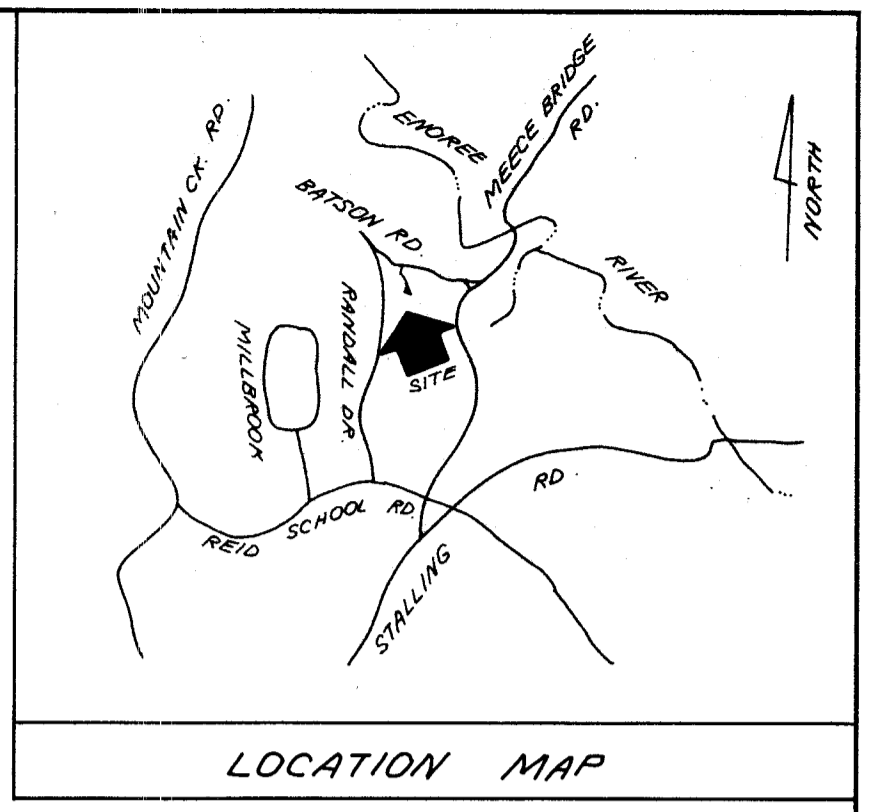 MOUNTAIN CK. RD.
ENOREE
MEECE BRIDGE
RD.
NORTH
BATSON RD.
RIVER
RANDALL DR.
MILLBROOK
SITE
REID SCHOOL RD.
STALLING RD.
LOCATION MAP